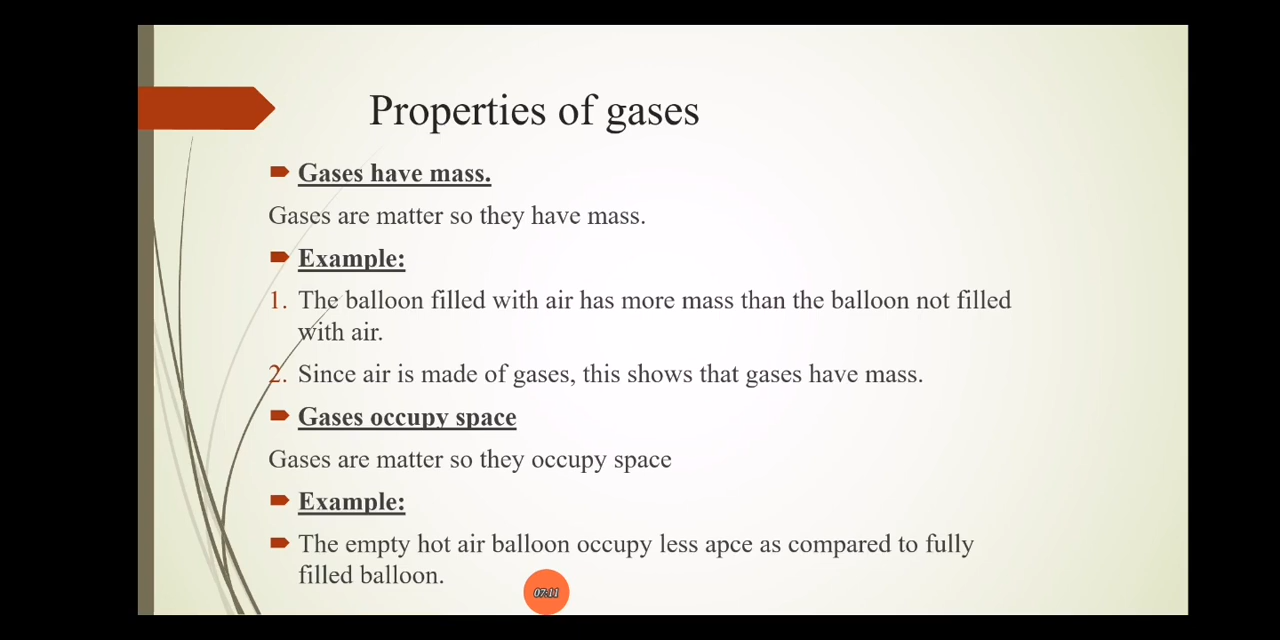 Properties of gases
Gases have mass.
Gases are matter so they have mass.
Example:
1. The balloon filled with air has more mass than the balloon not filled
with air.
2. Since air is made of gases, this shows that gases have mass.
Gases occupy space
Gases are matter so they occupy space
Example:
The empty hot air balloon occupy less apce as compared to fully
filled balloon.
07:11